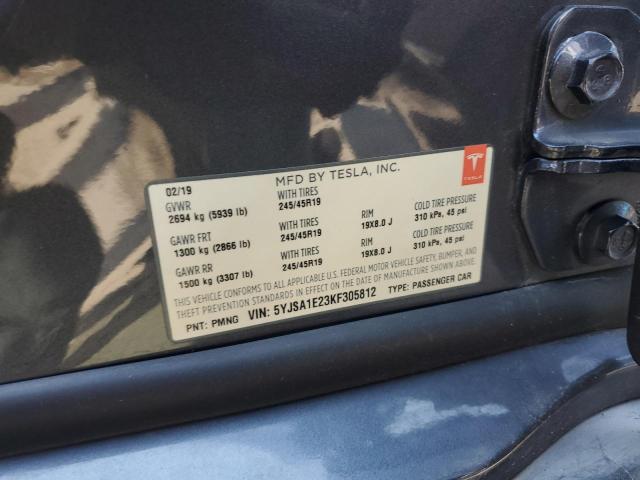 MFD BY TESLA, INC.
TESLA
02/19
GVWR
2694 kg (5939 lb)
WITH TIRES
245/45R19
GAWR FRT
1300 kg (2866 lb)
WITH TIRES
245/45R19
RIM
19X8.0 J
COLD TIRE PRESSURE
310 kPa, 45 psi
GAWR RR
1500 kg (3307 lb)
WITH TIRES
245/45R19
RIM
19X8.0 J
COLD TIRE PRESSURE
310 kPa, 45 psi
THIS VEHICLE CONFORMS TO ALL APPLICABLE U.S. FEDERAL MOTOR VEHICLE SAFETY, BUMPER, AND
THEFT PREVENTION STANDARDS IN EFFECT ON THE DATE OF MANUFACTURE SHOWN ABOVE.
PNT: PMNG VIN: 5YJSA1E23KF305812 TYPE: PASSENGER CAR